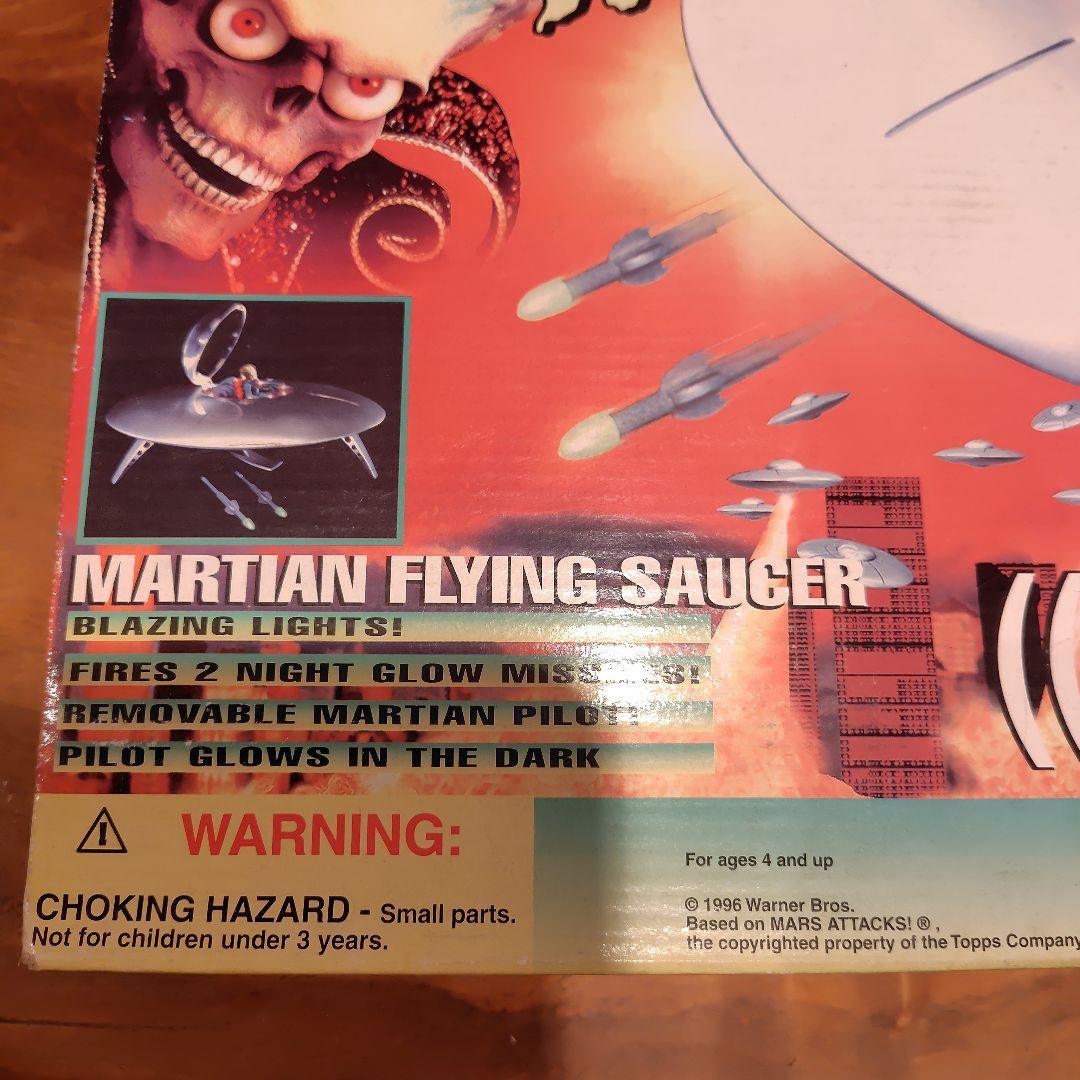 MARTIAN FLYING SAUCER
BLAZING LIGHTS!
FIRES 2 NIGHT GLOW
REMOVABLE MARTIAN PILOT!
PILOT GLOWS IN THE DARK
WARNING:
CHOKING HAZARD - Small parts.
Not for children under 3 years.
For ages 4 and up
© 1996 Warner Bros.
Based on MARS ATTACKS! ®,
the copyrighted property of the Topps Company